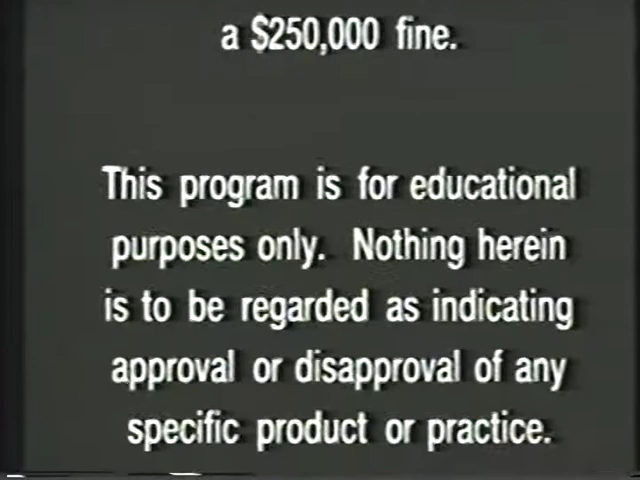 a $250,000 fine.
This program is for educational
purposes only. Nothing herein
is to be regarded as indicating
approval or disapproval of any
specific product or practice.